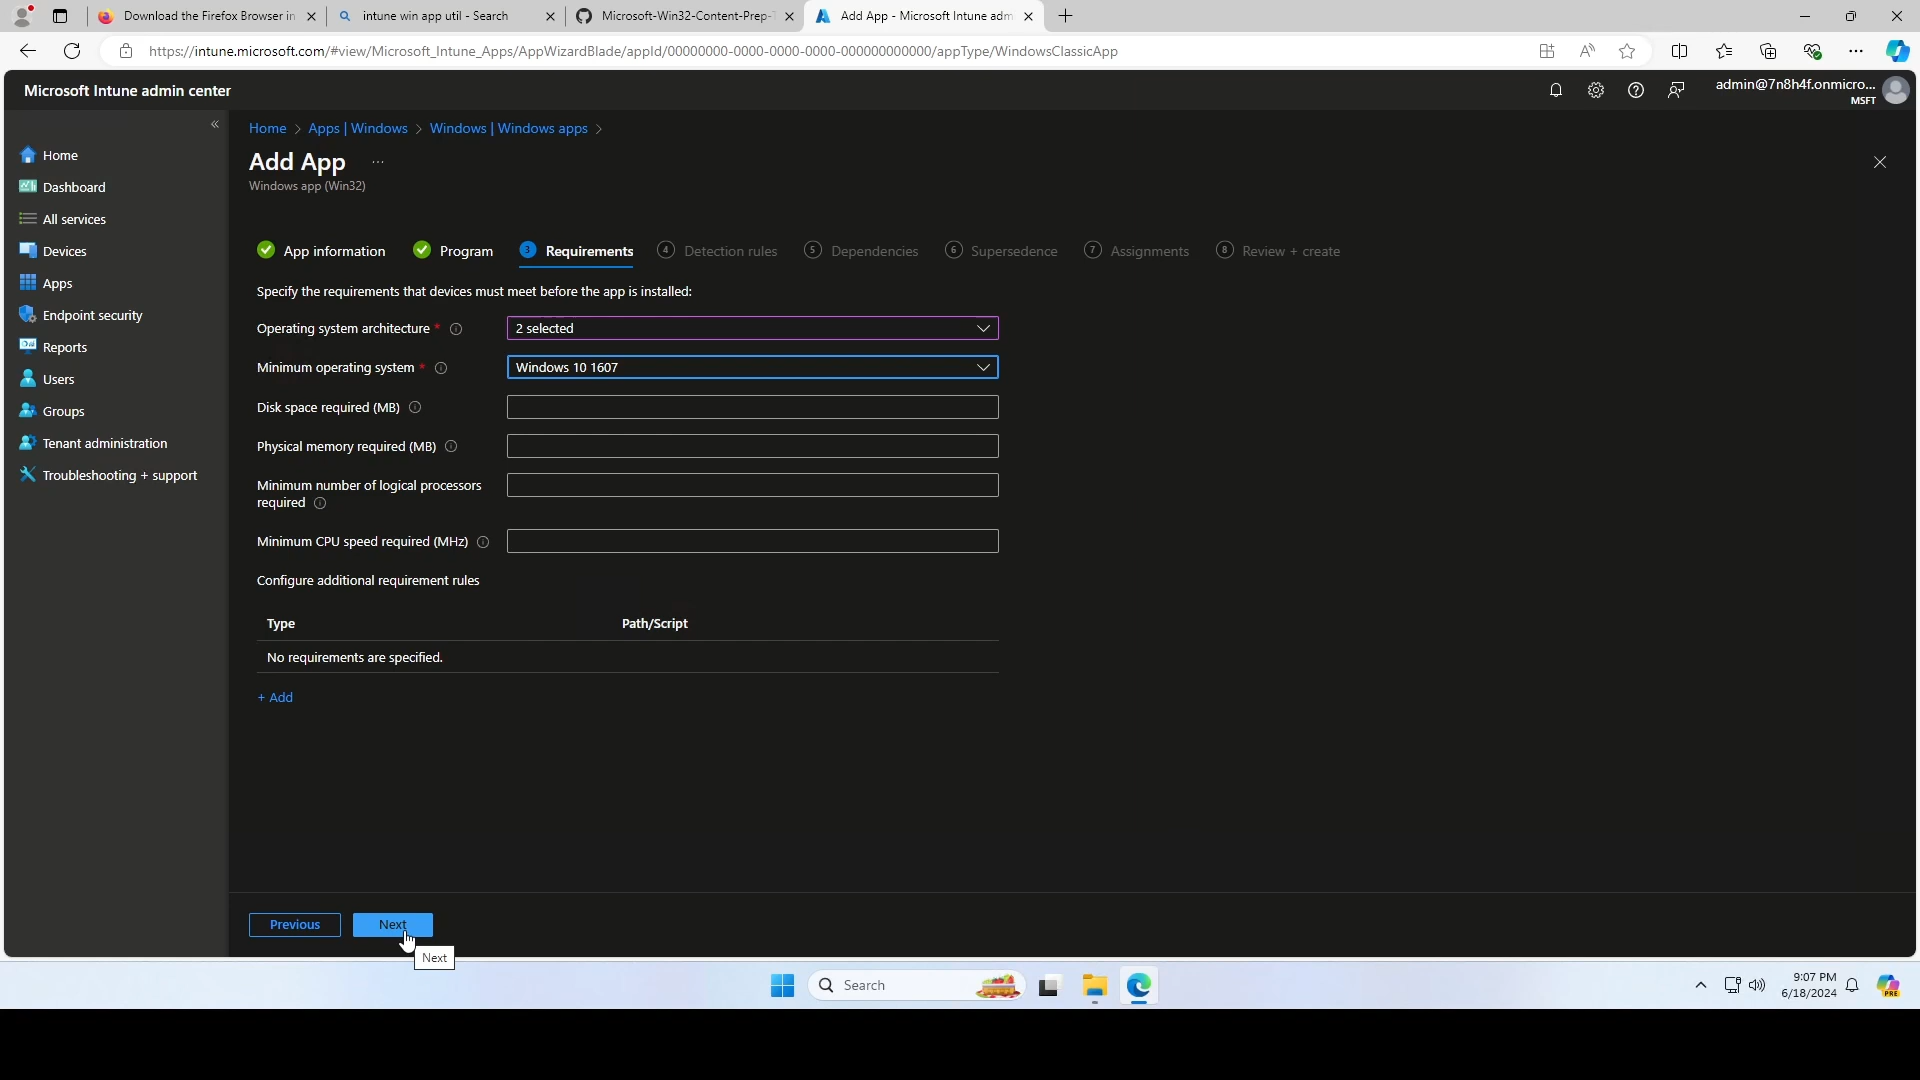 Download the Firefox Browser in
intune win app util - Search
Microsoft-Win32-Content-Prep-T
Add App - Microsoft Intune adm
https://intune.microsoft.com/#view/Microsoft_Intune_Apps/AppWizardBlade/appId/00000000-0000-0000-0000-000000000000/appType/WindowsClassicApp
Microsoft Intune admin center
admin@7n8h4f.onmicro...
MSFT
Home > Apps | Windows > Windows | Windows apps >
Add App ...
Windows app (Win32)
Home
Dashboard
All services
Devices
Apps
Endpoint security
Reports
Users
Groups
Tenant administration
Troubleshooting + support
App information
Program
3 Requirements
4 Detection rules
5 Dependencies
6 Supersedence
7 Assignments
8 Review + create
Specify the requirements that devices must meet before the app is installed:
Operating system architecture *
2 selected
Minimum operating system *
Windows 10 1607
Disk space required (MB)
Physical memory required (MB)
Minimum number of logical processors
required
Minimum CPU speed required (MHz)
Configure additional requirement rules
Type
Path/Script
No requirements are specified.
+ Add
Previous
Next
Next
Search
9:07 PM
6/18/2024
PRE